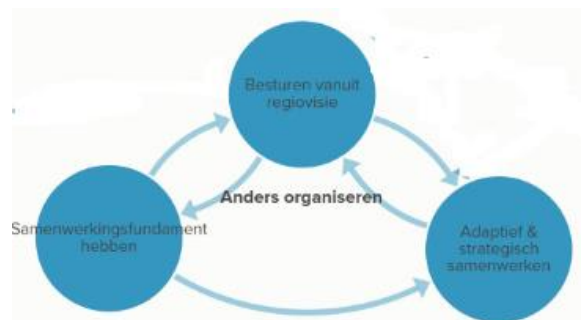 Besturen vanuit
regiovisie
Anders organiseren
Samenwerkingsfundament
hebben
Adaptief &
strategisch
samenwerken